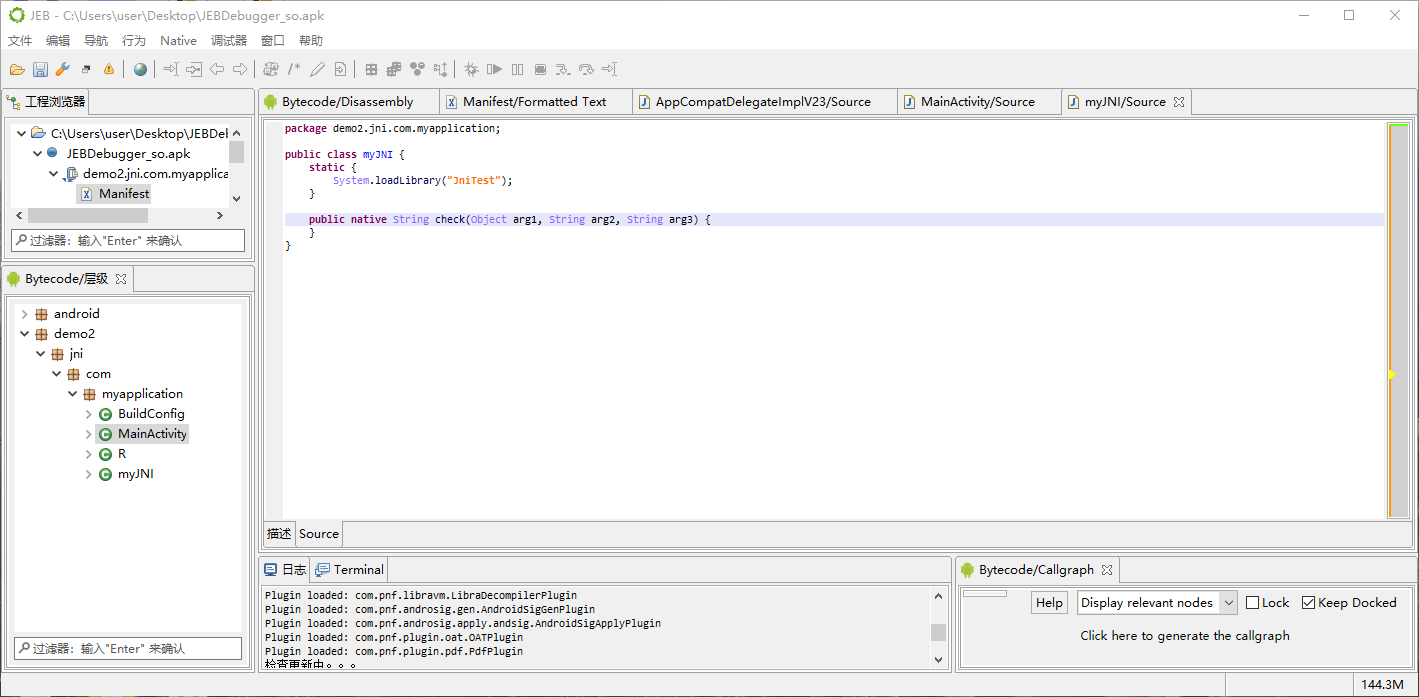 JEB - C:\Users\user\Desktop\JEBDebugger_so.apk
文件 编辑 导航 行为 Native 调试器 窗口 帮助
工程浏览器
C:\Users\user\Desktop\JEBDe
JEBDebugger_so.apk
demo2.jni.com.myapplica
Manifest
过滤器：输入"Enter" 来确认
Bytecode/层级
android
demo2
jni
com
myapplication
BuildConfig
MainActivity
R
myJNI
过滤器：输入"Enter" 来确认
Bytecode/Disassembly Manifest/Formatted Text AppCompatDelegateImplV23/Source MainActivity/Source myJNI/Source
package demo2.jni.com.myapplication;
public class myJNI {
static {
System.loadLibrary("JniTest");
}
public native String check(Object arg1, String arg2, String arg3) {
}
}
描述 Source
日志 Terminal
Plugin loaded: com.pnf.libravm.LibraDecompilerPlugin
Plugin loaded: com.pnf.androsig.gen.AndroidSigGenPlugin
Plugin loaded: com.pnf.androsig.apply.andsig.AndroidSigApplyPlugin
Plugin loaded: com.pnf.plugin.oat.OATPlugin
Plugin loaded: com.pnf.plugin.pdf.PdfPlugin
检查更新中。。。
Bytecode/Callgraph
Help Display relevant nodes Lock Keep Docked
Click here to generate the callgraph
144.3M